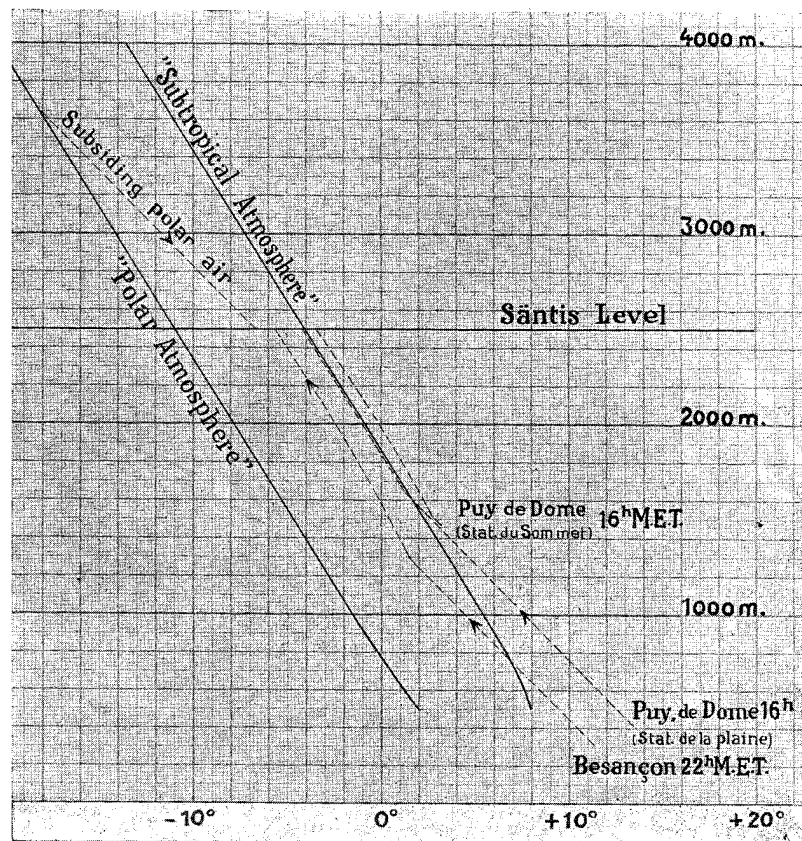 4000 m.
"Subtropical Atmosphere"
Subsiding polar air
3000 m.
"Polar Atmosphere"
Säntis Level
2000 m.
Puy de Dome 16ʰ M.E.T.
(Stat. du Sommet)
1000 m.
Puy. de Dome 16ʰ
(Stat. de la plaine)
Besançon 22ʰ M.E.T.
-10° 0° +10° +20°